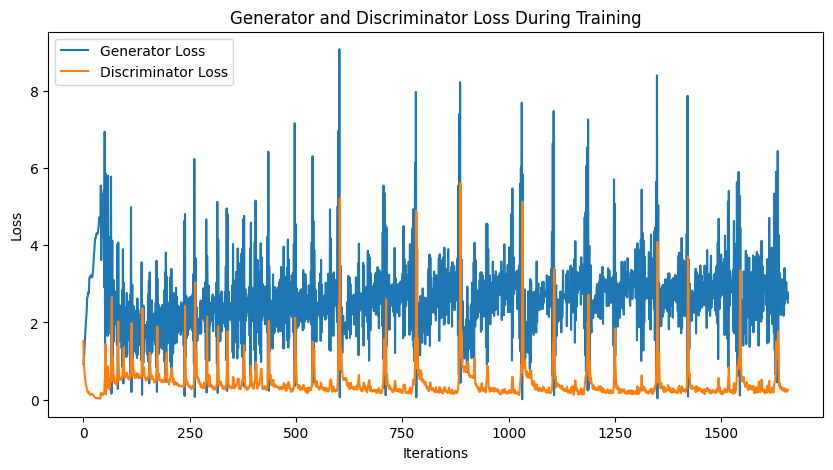 Generator and Discriminator Loss During Training
Generator Loss
Discriminator Loss
8
6
4
2
0
Loss
0 250 500 750 1000 1250 1500
Iterations